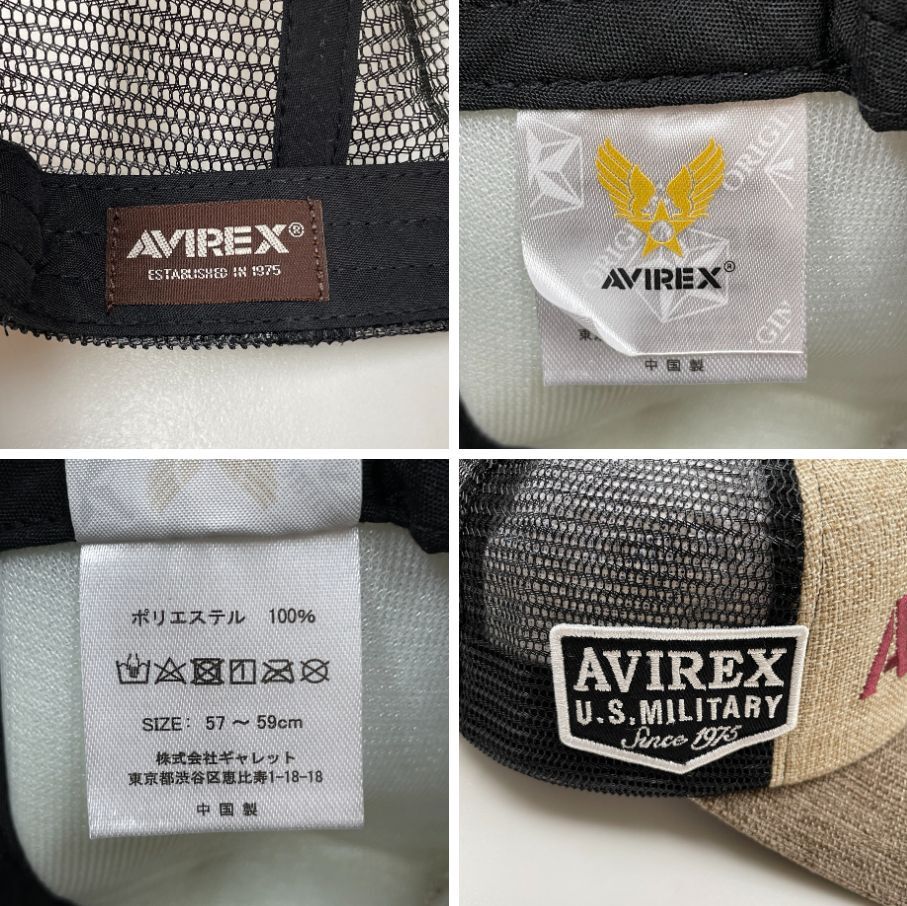 AVIREX®
ESTABLISHED IN 1975
ORIGI
AVIREX®
中国製
ポリエステル 100%
SIZE: 57～59cm
株式会社ギャレット
東京都渋谷区恵比寿1-18-18
中国製
AVIREX
U.S.MILITARY
Since 1975